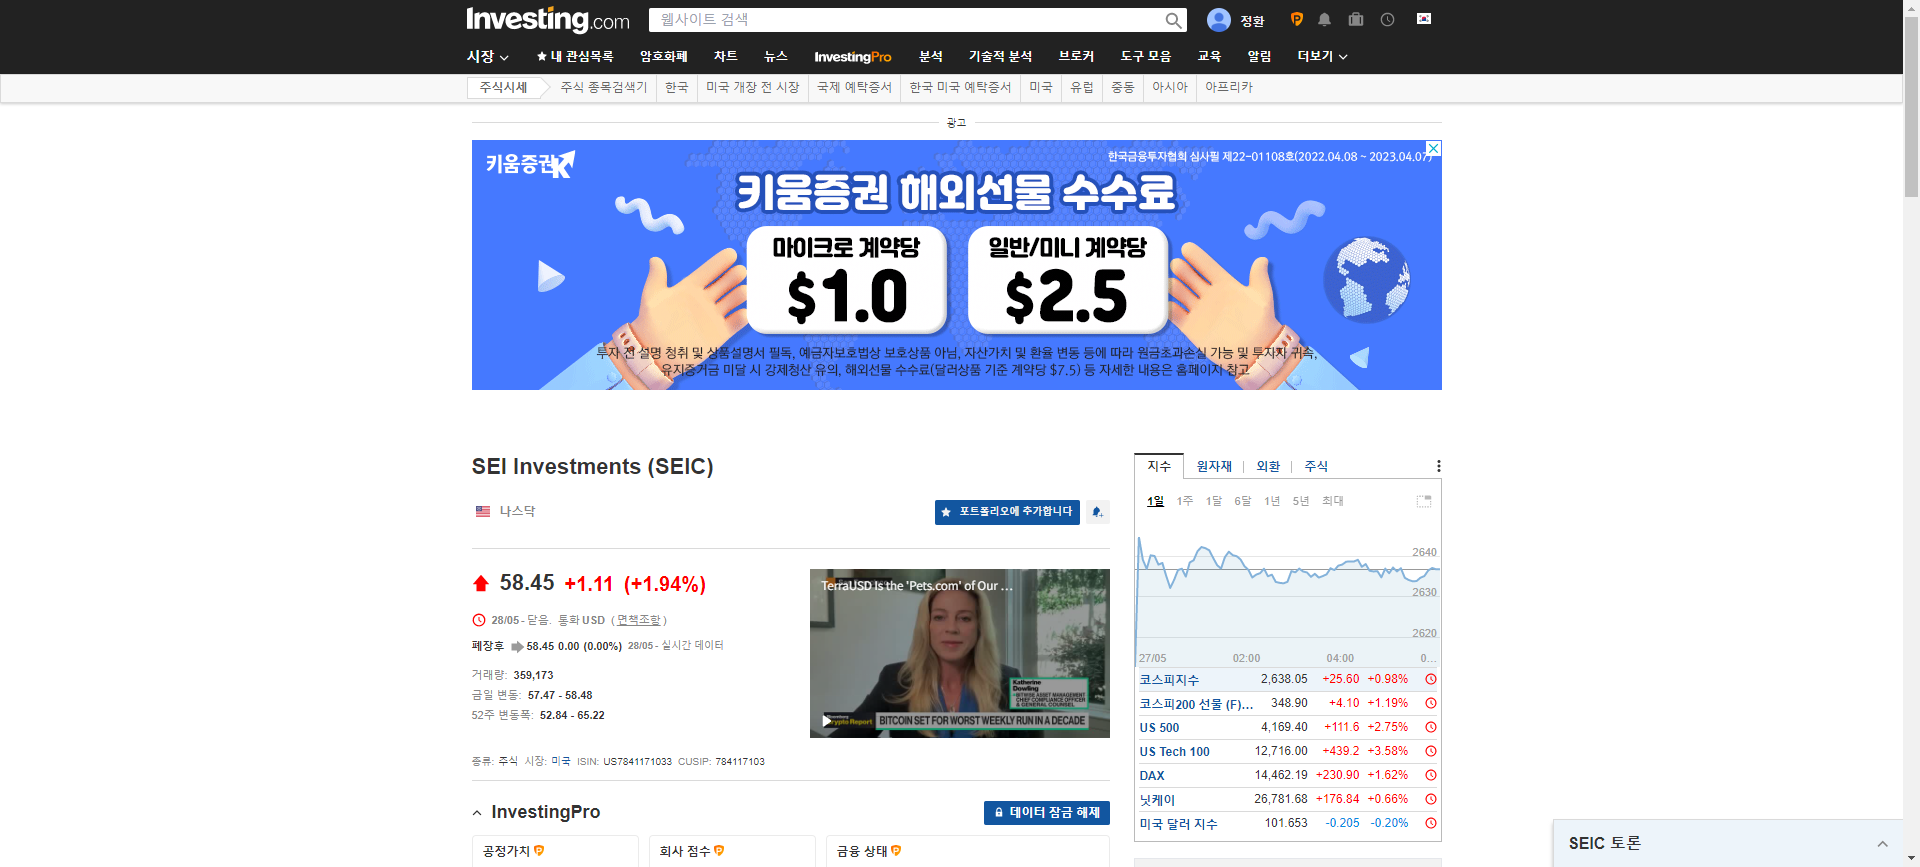 Investing.com
웹사이트 검색
정환
시장
내 관심목록
암호화폐
차트
뉴스
InvestingPro
분석
기술적 분석
브로커
도구 모음
교육
알림
더보기
주식시세
주식 종목검색기
한국
미국 개장 전 시장
국제 예탁증서
한국 미국 예탁증서
미국
유럽
중동
아시아
아프리카
광고
키움증권
한국금융투자협회 심사필 제22-01108호(2022.04.08 ~ 2023.04.07)
키움증권 해외선물 수수료
마이크로 계약당
$1.0
일반/미니 계약당
$2.5
투자 전 설명 청취 및 상품설명서 필독, 예금자보호법상 보호상품 아님, 자산가치 및 환율 변동 등에 따라 원금초과손실 가능 및 투자자 귀속,
유지증거금 미달 시 강제청산 유의, 해외선물 수수료(달러상품 기준 계약당 $7.5) 등 자세한 내용은 홈페이지 참고
SEI Investments (SEIC)
나스닥
포트폴리오에 추가합니다
58.45 +1.11 (+1.94%)
28/05 - 닫음. 통화 USD ( 면책조항 )
폐장후 58.45 0.00 (0.00%) 28/05 - 실시간 데이터
거래량: 359,173
금일 변동: 57.47 - 58.48
52주 변동폭: 52.84 - 65.22
TerraUSD Is the 'Pets.com' of Our ...
Katherine
Dowling
BITWISE ASSET MANAGEMENT
CHIEF COMPLIANCE OFFICER
& GENERAL COUNSEL
Crypto Report
BITCOIN SET FOR WORST WEEKLY RUN IN A DECADE
종류: 주식 시장: 미국 ISIN: US7841171033 CUSIP: 784117103
InvestingPro
데이터 잠금 해제
공정가치
회사 점수
금융 상태
지수
원자재
외환
주식
1일 1주 1달 6달 1년 5년 최대
2640
2630
2620
27/05 02:00 04:00 0...
코스피지수 2,638.05 +25.60 +0.98%
코스피200 선물 (F)... 348.90 +4.10 +1.19%
US 500 4,169.40 +111.6 +2.75%
US Tech 100 12,716.00 +439.2 +3.58%
DAX 14,462.19 +230.90 +1.62%
닛케이 26,781.68 +176.84 +0.66%
미국 달러 지수 101.653 -0.205 -0.20%
SEIC 토론